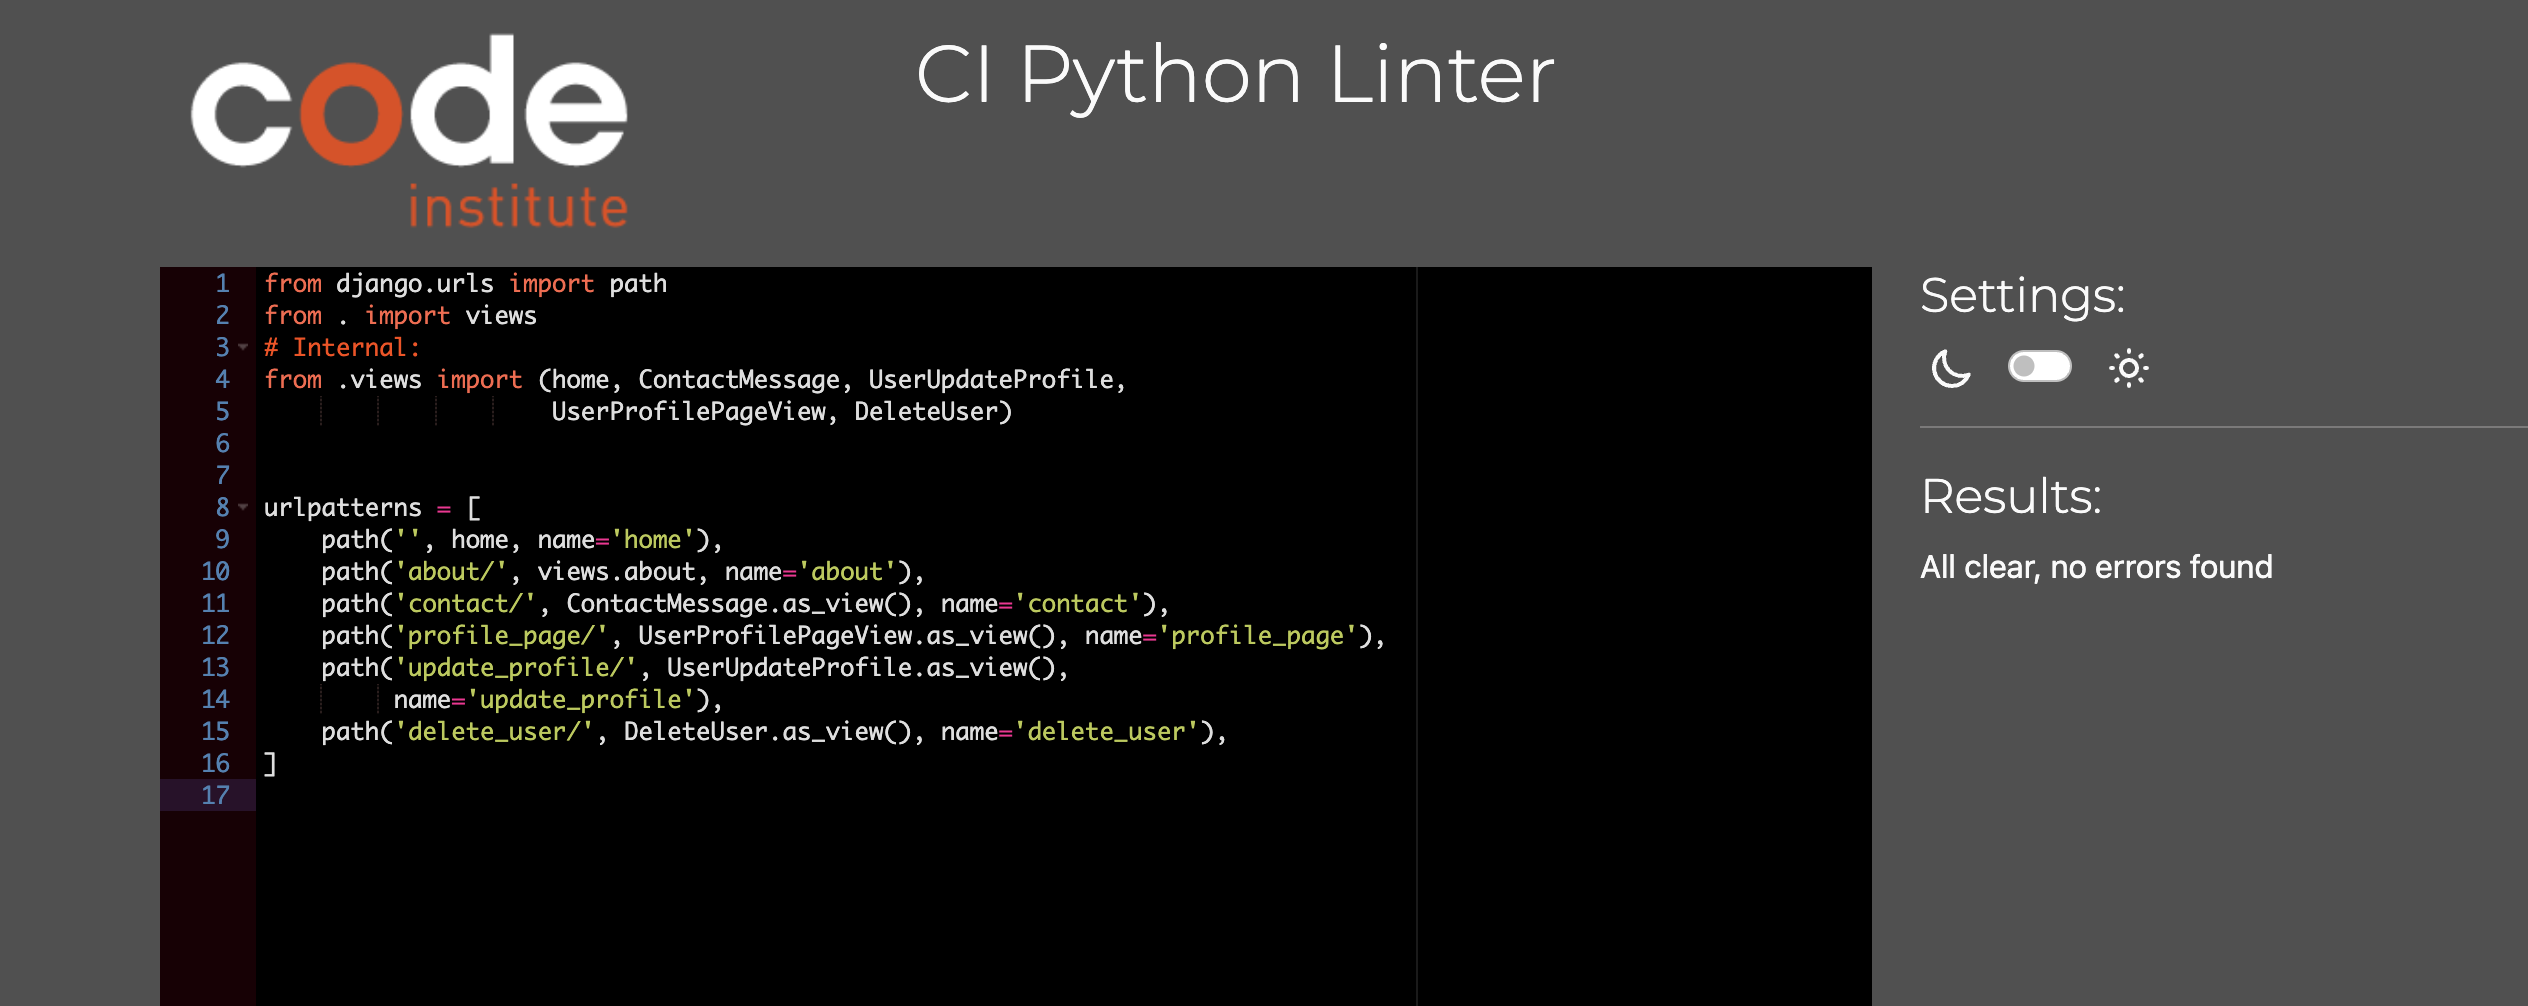 code
institute
CI Python Linter
1 from django.urls import path
2 from . import views
3 # Internal:
4 from .views import (home, ContactMessage, UserUpdateProfile,
5                     UserProfilePageView, DeleteUser)
6
7
8 urlpatterns = [
9     path('', home, name='home'),
10     path('about/', views.about, name='about'),
11     path('contact/', ContactMessage.as_view(), name='contact'),
12     path('profile_page/', UserProfilePageView.as_view(), name='profile_page'),
13     path('update_profile/', UserUpdateProfile.as_view(),
14          name='update_profile'),
15     path('delete_user/', DeleteUser.as_view(), name='delete_user'),
16 ]
17
Settings:
Results:
All clear, no errors found